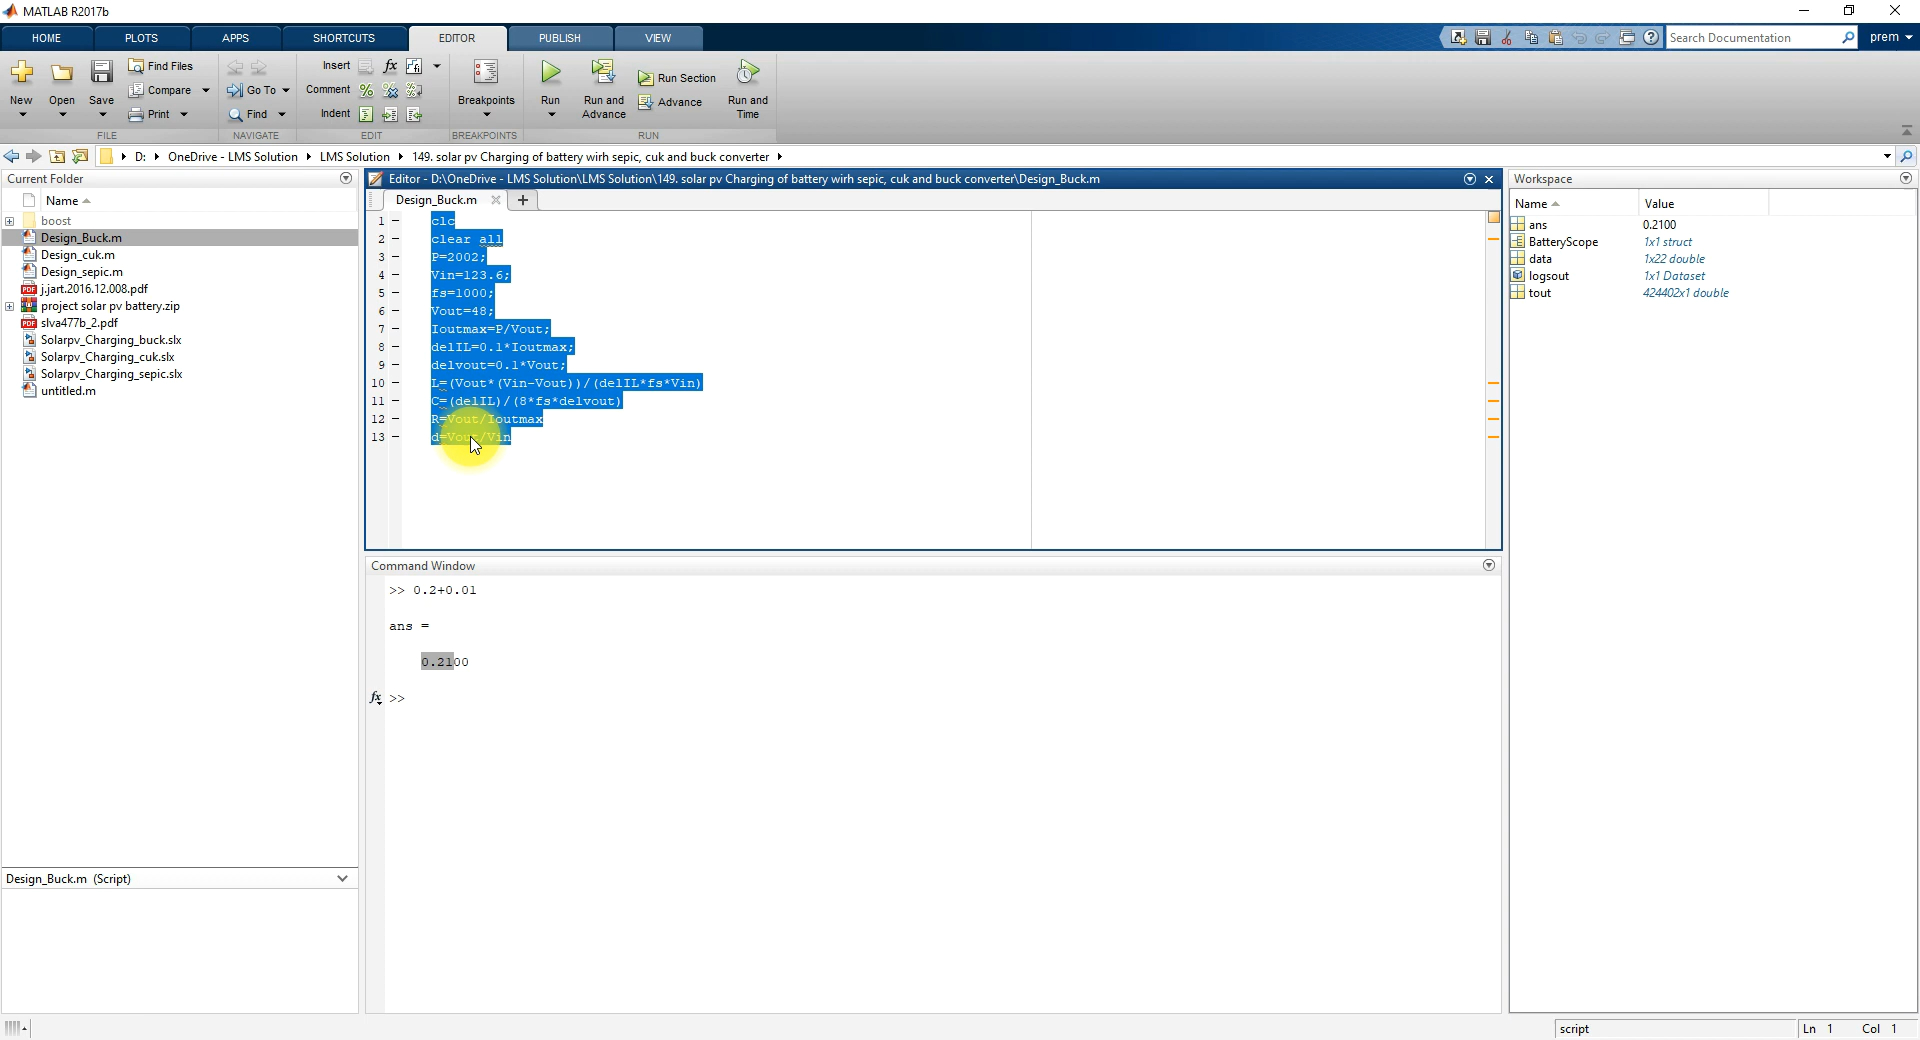 MATLAB R2017b
HOME PLOTS APPS SHORTCUTS EDITOR PUBLISH VIEW
Search Documentation
prem
New
Open
Save
Find Files
Compare
Print
FILE
Go To
Find
NAVIGATE
Insert
Comment
Indent
EDIT
Breakpoints
BREAKPOINTS
Run
Run and Advance
Run Section
Advance
Run and Time
RUN
D: OneDrive - LMS Solution LMS Solution 149. solar pv Charging of battery wirh sepic, cuk and buck converter
Current Folder
Name
boost
Design_Buck.m
Design_cuk.m
Design_sepic.m
j.jart.2016.12.008.pdf
project solar pv battery.zip
slva477b_2.pdf
Solarpv_Charging_buck.slx
Solarpv_Charging_cuk.slx
Solarpv_Charging_sepic.slx
untitled.m
Design_Buck.m (Script)
Editor - D:\OneDrive - LMS Solution\LMS Solution\149. solar pv Charging of battery wirh sepic, cuk and buck converter\Design_Buck.m
Design_Buck.m
1 - clc
2 - clear all
3 - P=2002;
4 - Vin=123.6;
5 - fs=1000;
6 - Vout=48;
7 - Ioutmax=P/Vout;
8 - delIL=0.1*Ioutmax;
9 - delvout=0.1*Vout;
10 - L=(Vout*(Vin-Vout))/(delIL*fs*Vin)
11 - C=(delIL)/(8*fs*delvout)
12 - R=Vout/Ioutmax
13 - d=Vout/Vin
Command Window
>> 0.2+0.01
ans =
0.2100
fx >>
Workspace
Name Value
ans 0.2100
BatteryScope 1x1 struct
data 1x22 double
logsout 1x1 Dataset
tout 424402x1 double
script
Ln 1 Col 1